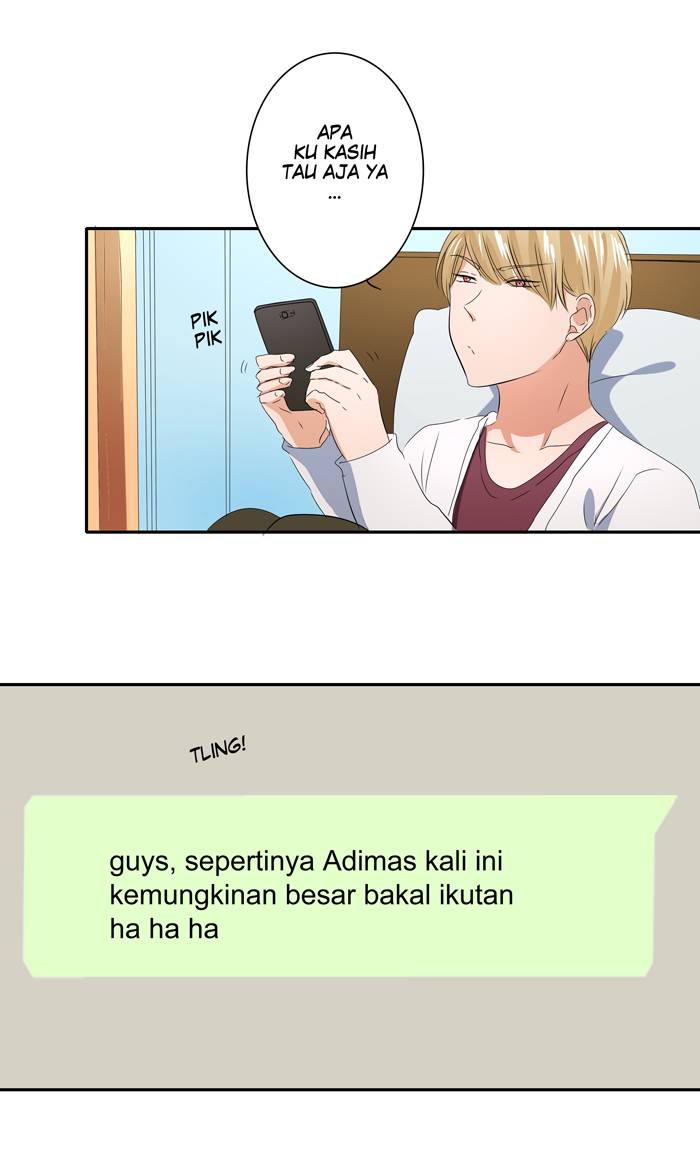 APA
KU KASIH
TAU AJA YA
...
PIK
PIK
TLING!
guys, sepertinya Adimas kali ini
kemungkinan besar bakal ikutan
ha ha ha